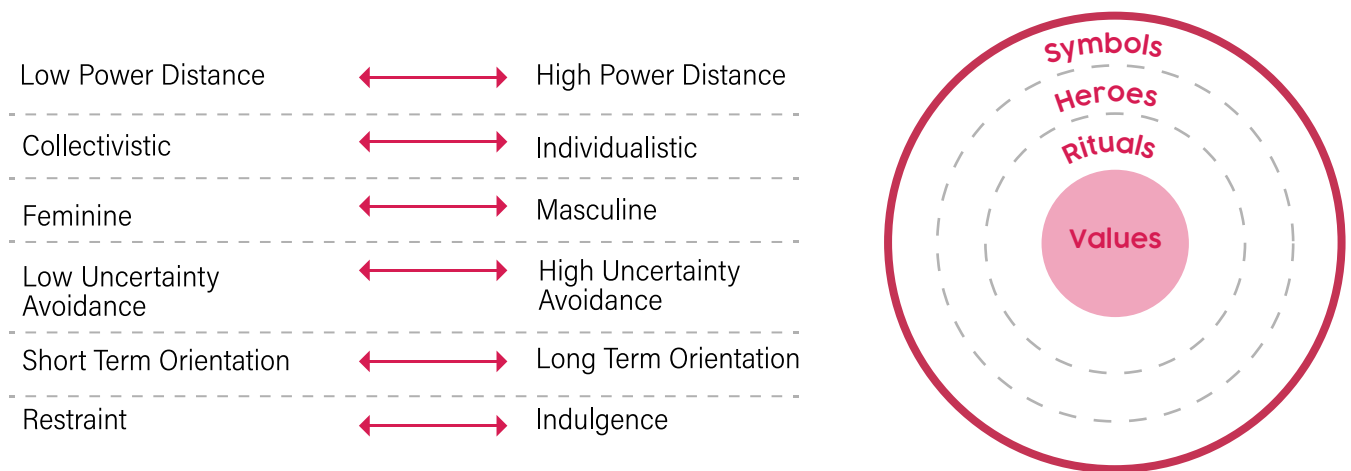 Low Power Distance
High Power Distance
Collectivistic
Individualistic
Feminine
Masculine
Low Uncertainty
Avoidance
High Uncertainty
Avoidance
Short Term Orientation
Long Term Orientation
Restraint
Indulgence
Symbols
Heroes
Rituals
Values